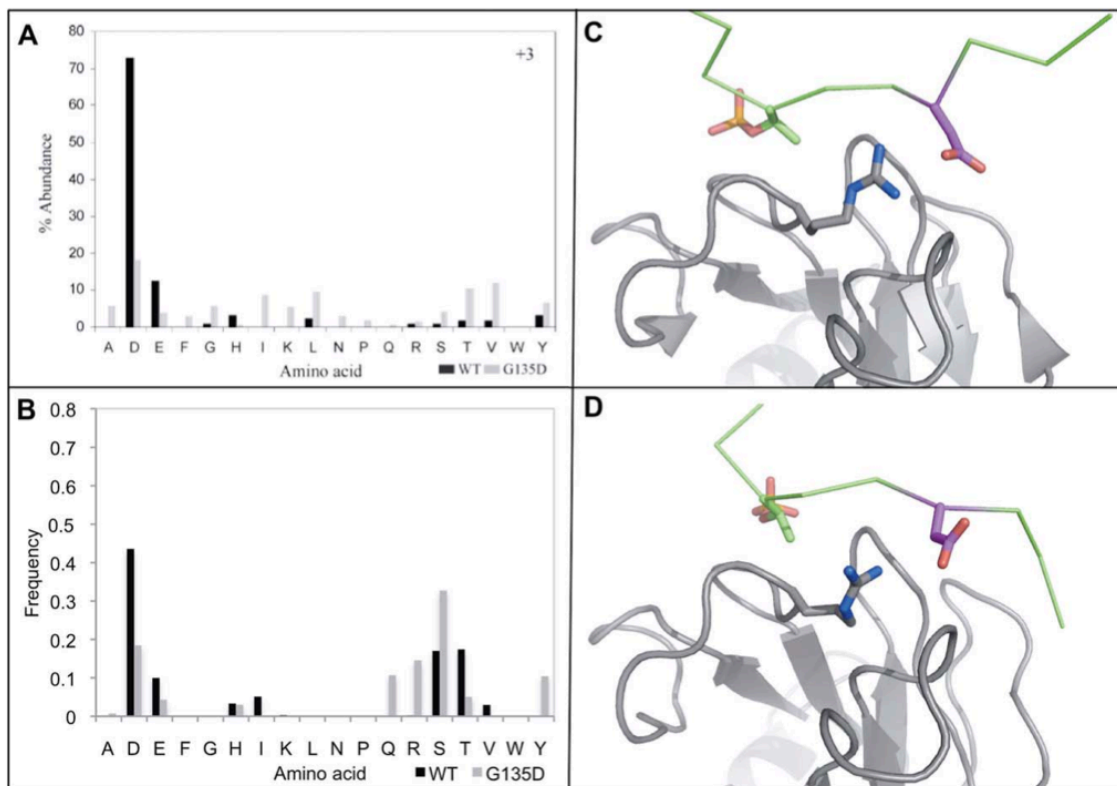 A
+3
% Abundance
80
70
60
50
40
30
20
10
0
A D E F G H I K L N P Q R S T V W Y
Amino acid
WT G135D
B
Frequency
0.8
0.7
0.6
0.5
0.4
0.3
0.2
0.1
0
A D E F G H I K L N P Q R S T V W Y
Amino acid
WT G135D
C
D